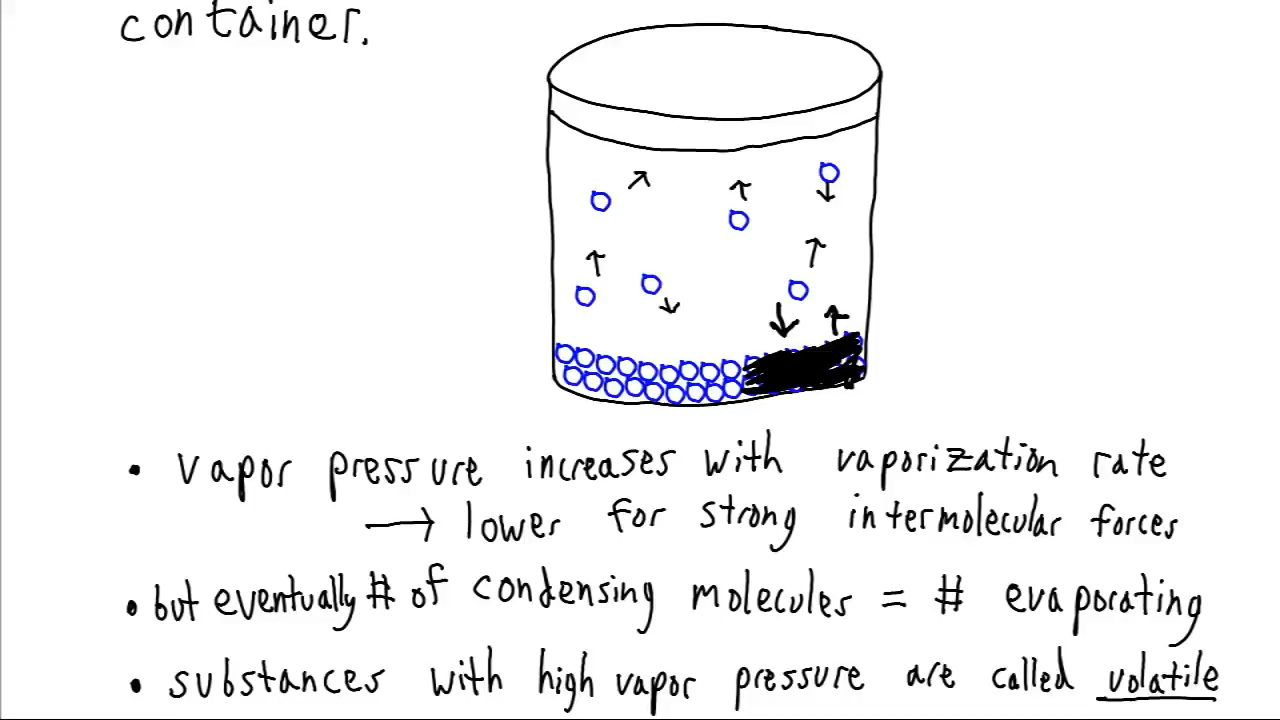 container.
• vapor pressure increases with vaporization rate
→ lower for strong intermolecular forces
• but eventually # of condensing molecules = # evaporating
• substances with high vapor pressure are called volatile